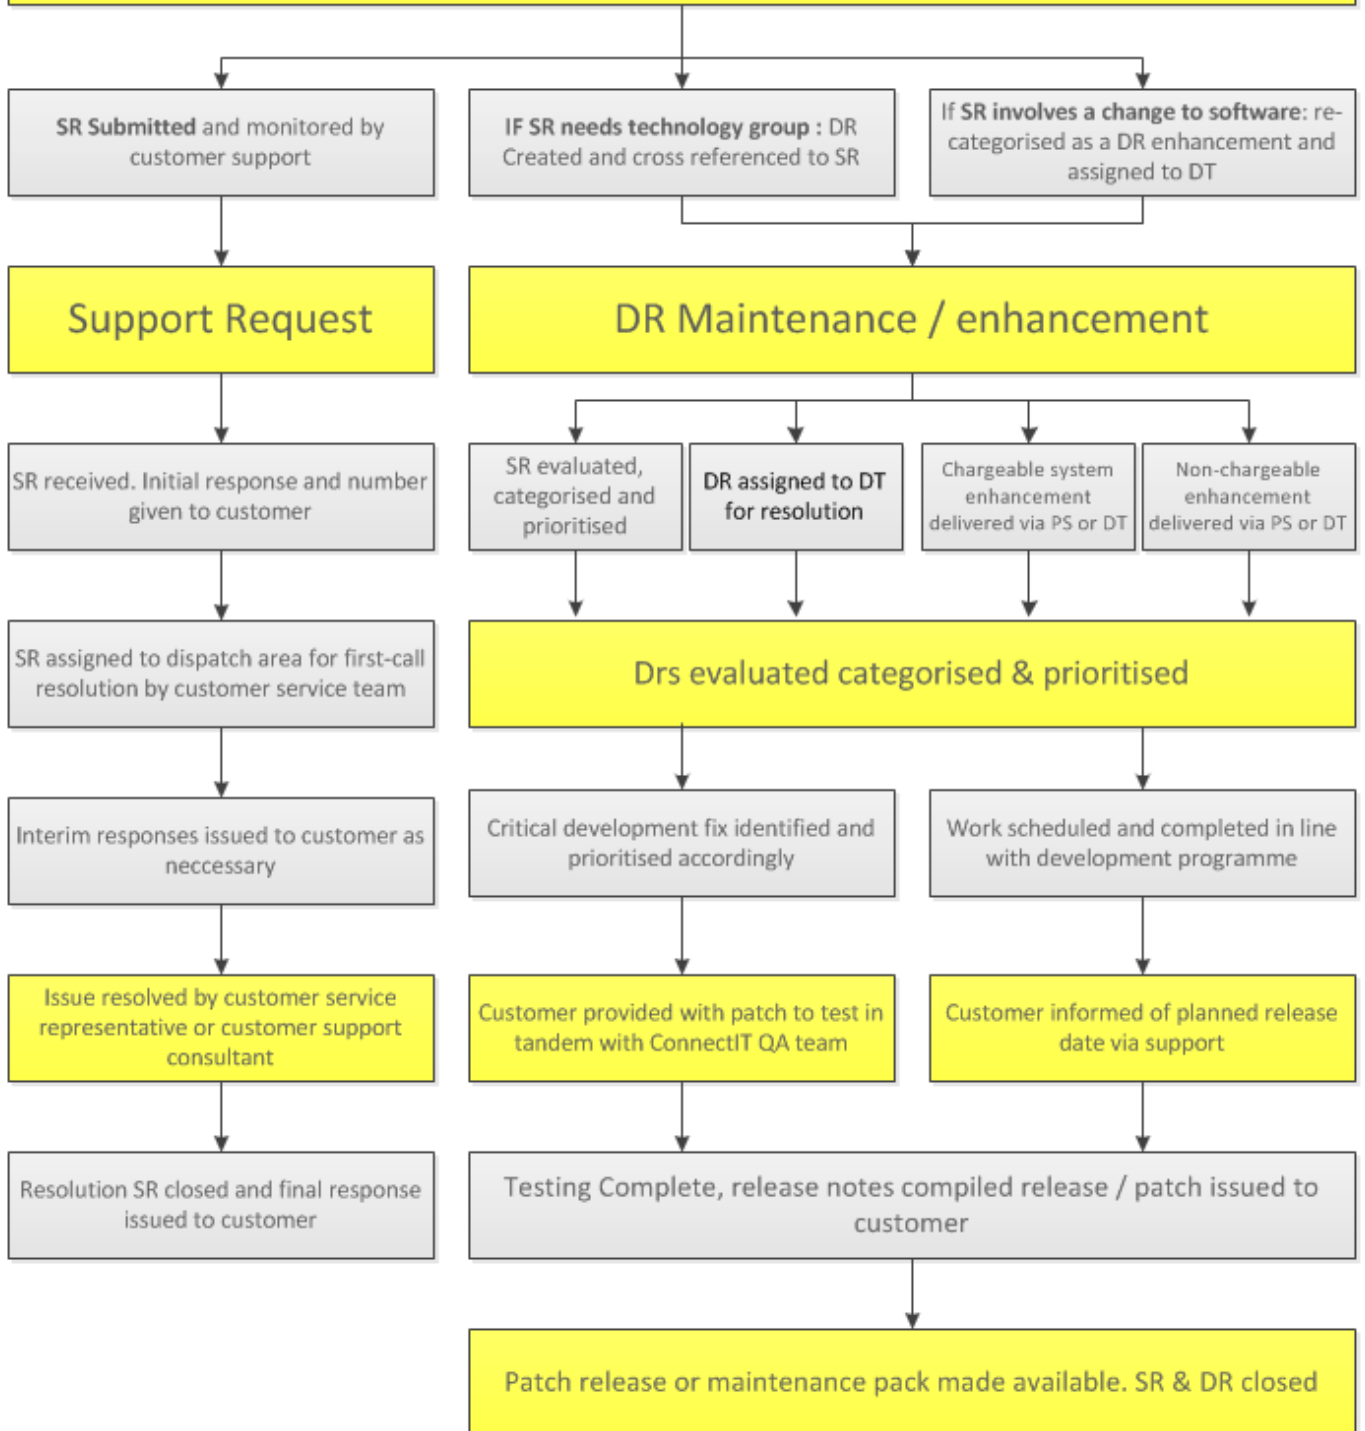 SR Submitted and monitored by
customer support
IF SR needs technology group : DR
Created and cross referenced to SR
If SR involves a change to software: re-
categorised as a DR enhancement and
assigned to DT
Support Request
DR Maintenance / enhancement
SR received. Initial response and number
given to customer
SR evaluated,
categorised and
prioritised
DR assigned to DT
for resolution
Chargeable system
enhancement
delivered via PS or DT
Non-chargeable
enhancement
delivered via PS or DT
SR assigned to dispatch area for first-call
resolution by customer service team
Drs evaluated categorised & prioritised
Interim responses issued to customer as
neccessary
Critical development fix identified and
prioritised accordingly
Work scheduled and completed in line
with development programme
Issue resolved by customer service
representative or customer support
consultant
Customer provided with patch to test in
tandem with ConnectIT QA team
Customer informed of planned release
date via support
Resolution SR closed and final response
issued to customer
Testing Complete, release notes compiled release / patch issued to
customer
Patch release or maintenance pack made available. SR & DR closed